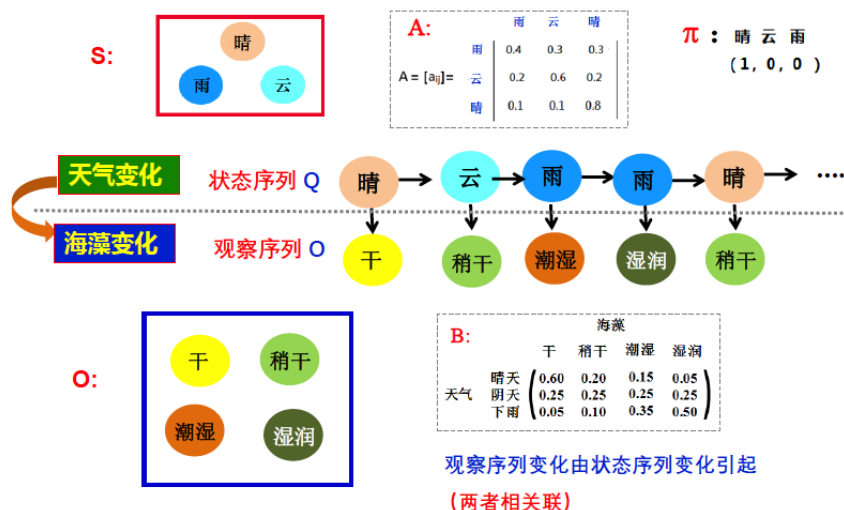 S:
晴
雨
云
A:
雨 云 晴
雨 0.4 0.3 0.3
A = [aij]= 云 0.2 0.6 0.2
晴 0.1 0.1 0.8
π : 晴 云 雨
(1, 0, 0 )
天气变化
状态序列 Q
晴 云 雨 雨 晴 ....
海藻变化
观察序列 O
干 稍干 潮湿 湿润 稍干
O:
干 稍干
潮湿 湿润
B:
海藻
干 稍干 潮湿 湿润
晴天 0.60 0.20 0.15 0.05
天气 阴天 0.25 0.25 0.25 0.25
下雨 0.05 0.10 0.35 0.50
观察序列变化由状态序列变化引起
(两者相关联)